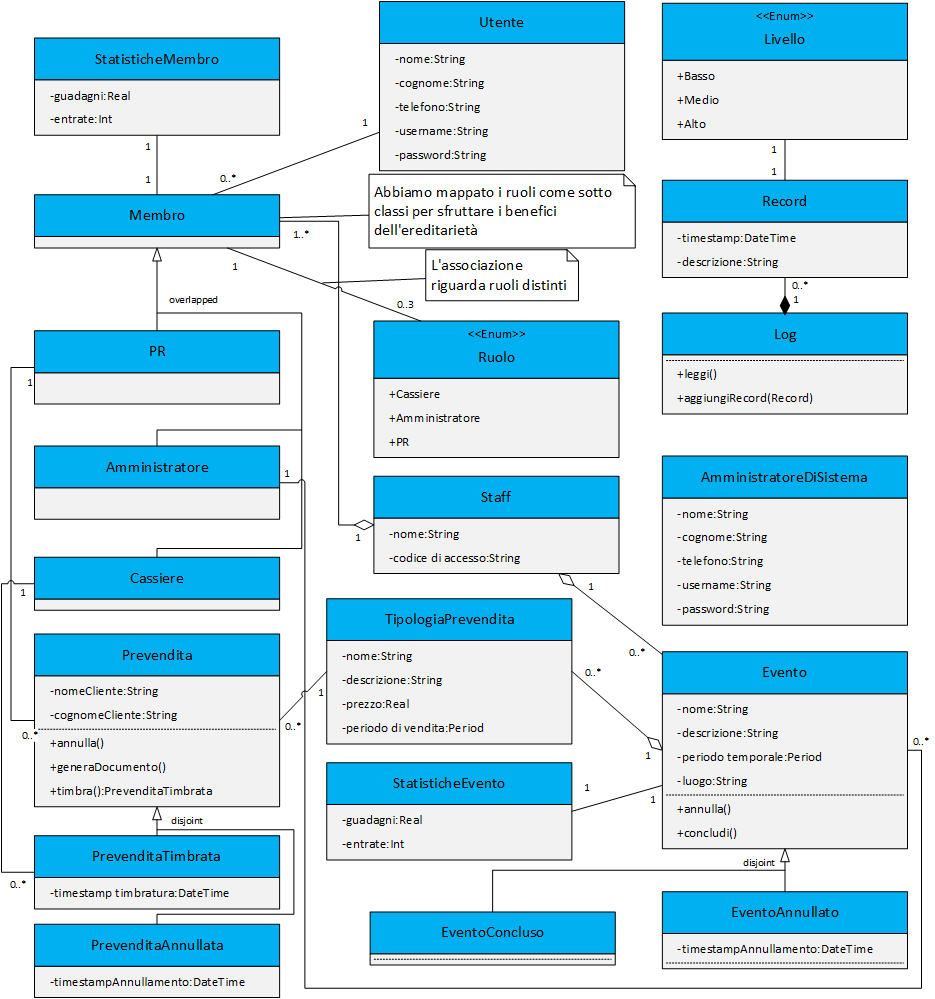 Utente
-nome:String
-cognome:String
-telefono:String
-username:String
-password:String
<<Enum>>
Livello
+Basso
+Medio
+Alto
StatisticheMembro
-guadagni:Real
-entrate:Int
1
1
1
0..*
1
1
Membro
Abbiamo mappato i ruoli come sotto
classi per sfruttare i benefici
dell'ereditarietà
1..*
Record
-timestamp:DateTime
-descrizione:String
1
L'associazione
riguarda ruoli distinti
0..3
overlapped
0..*
1
Log
+leggi()
+aggiungiRecord(Record)
<<Enum>>
Ruolo
+Cassiere
+Amministratore
+PR
PR
1
Amministratore
1
Staff
-nome:String
-codice di accesso:String
1
1
AmministratoreDiSistema
-nome:String
-cognome:String
-telefono:String
-username:String
-password:String
Cassiere
1
TipologiaPrevendita
-nome:String
-descrizione:String
-prezzo:Real
-periodo di vendita:Period
0..*
0..*
1
1
0..*
Prevendita
-nomeCliente:String
-cognomeCliente:String
+annulla()
+generaDocumento()
+timbra():PrevenditaTimbrata
0..*
Evento
-nome:String
-descrizione:String
-periodo temporale:Period
-luogo:String
+annulla()
+concludi()
0..*
StatisticheEvento
-guadagni:Real
-entrate:Int
1
1
disjoint
PrevenditaTimbrata
-timestamp timbratura:DateTime
0..*
disjoint
PrevenditaAnnullata
-timestampAnnullamento:DateTime
EventoConcluso
EventoAnnullato
-timestampAnnullamento:DateTime